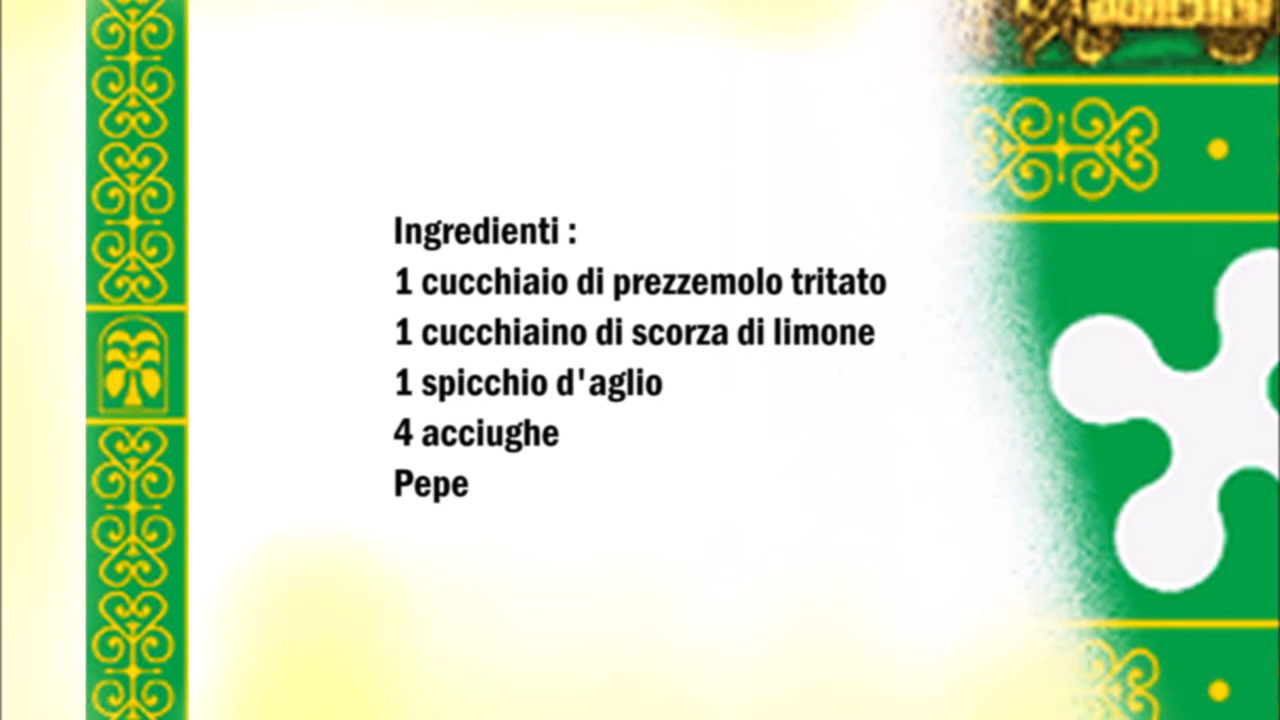 Ingredienti :
1 cucchiaio di prezzemolo tritato
1 cucchiaino di scorza di limone
1 spicchio d'aglio
4 acciughe
Pepe